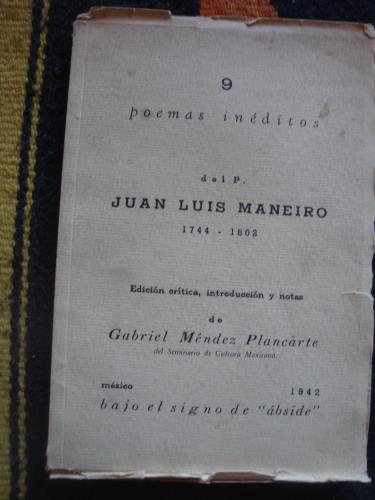 9
poemas inéditos
del P.
JUAN LUIS MANEIRO
1744 - 1802
Edición crítica, introducción y notas
de
Gabriel Méndez Plancarte
del Seminario de Cultura Mexicana.
méxico 1942
bajo el signo de "ábside"